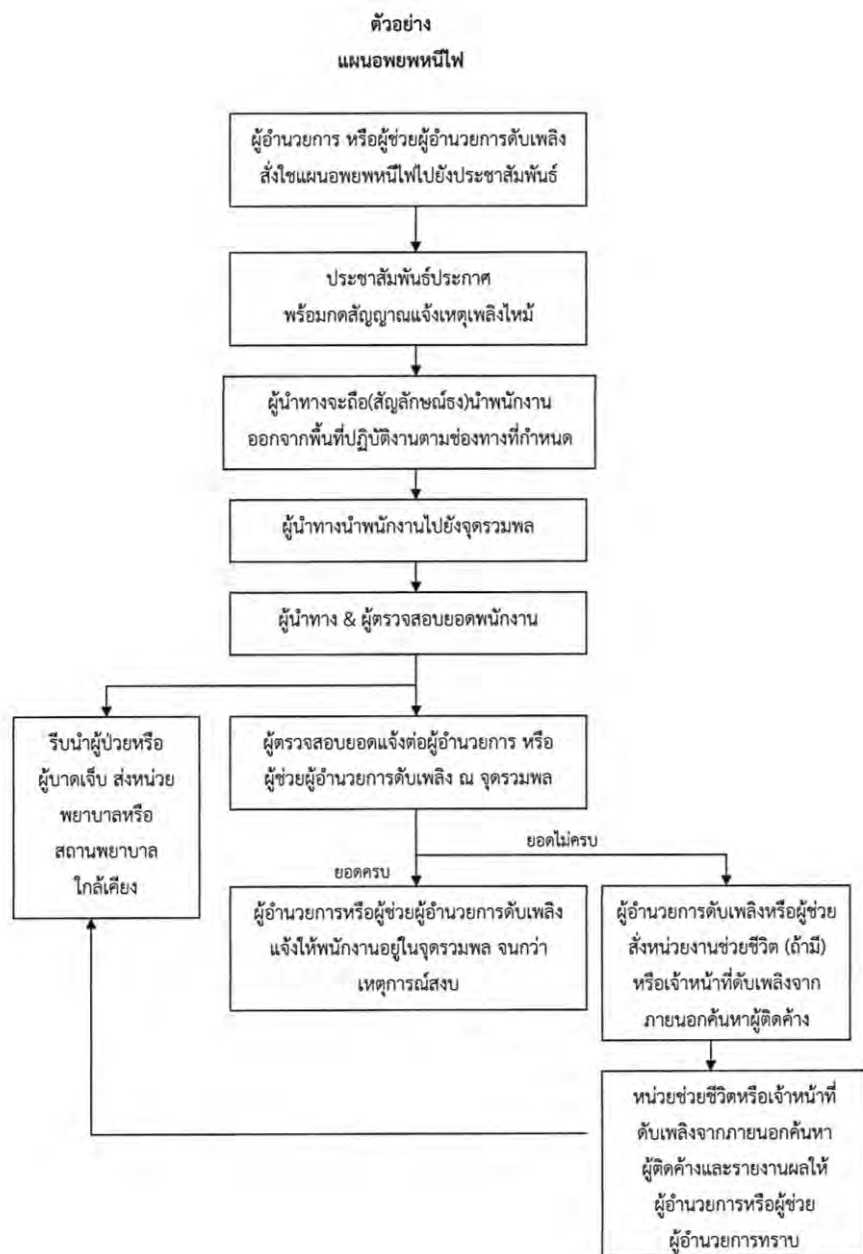 ตัวอย่าง
แผนอพยพหนีไฟ
ผู้อำนวยการ หรือผู้ช่วยผู้อำนวยการดับเพลิง
สั่งใชแผนอพยพหนีไฟไปยังประชาสัมพันธ์
ประชาสัมพันธ์ประกาศ
พร้อมกดสัญญาณแจ้งเหตุเพลิงไหม้
ผู้นำทางจะถือ(สัญลักษณ์ธง)นำพนักงาน
ออกจากพื้นที่ปฏิบัติงานตามช่องทางที่กำหนด
ผู้นำทางนำพนักงานไปยังจุดรวมพล
ผู้นำทาง & ผู้ตรวจสอบยอดพนักงาน
รีบนำผู้ป่วยหรือ
ผู้บาดเจ็บ ส่งหน่วย
พยาบาลหรือ
สถานพยาบาล
ใกล้เคียง
ผู้ตรวจสอบยอดแจ้งต่อผู้อำนวยการ หรือ
ผู้ช่วยผู้อำนวยการดับเพลิง ณ จุดรวมพล
ยอดไม่ครบ
ยอดครบ
ผู้อำนวยการหรือผู้ช่วยผู้อำนวยการดับเพลิง
แจ้งให้พนักงานอยู่ในจุดรวมพล จนกว่า
เหตุการณ์สงบ
ผู้อำนวยการดับเพลิงหรือผู้ช่วย
สั่งหน่วยงานช่วยชีวิต (ถ้ามี)
หรือเจ้าหน้าที่ดับเพลิงจาก
ภายนอกค้นหาผู้ติดค้าง
หน่วยช่วยชีวิตหรือเจ้าหน้าที่
ดับเพลิงจากภายนอกค้นหา
ผู้ติดค้างและรายงานผลให้
ผู้อำนวยการหรือผู้ช่วย
ผู้อำนวยการทราบ